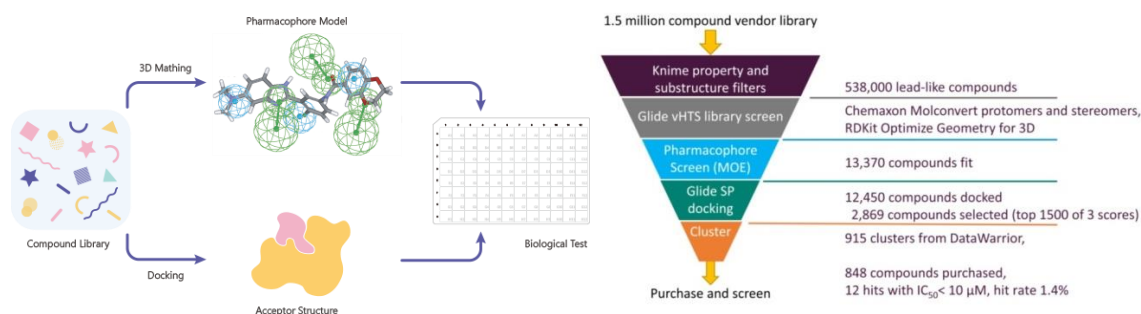 Pharmacophore Model
3D Mathing
Compound Library
Docking
Acceptor Structure
Biological Test
1.5 million compound vendor library
Knime property and
substructure filters
538,000 lead-like compounds
Glide vHTS library screen
Chemaxon Molconvert protomers and stereomers,
RDKit Optimize Geometry for 3D
Pharmacophore
Screen (MOE)
13,370 compounds fit
Glide SP
docking
12,450 compounds docked
2,869 compounds selected (top 1500 of 3 scores)
Cluster
915 clusters from DataWarrior,
Purchase and screen
848 compounds purchased,
12 hits with IC50< 10 µM, hit rate 1.4%